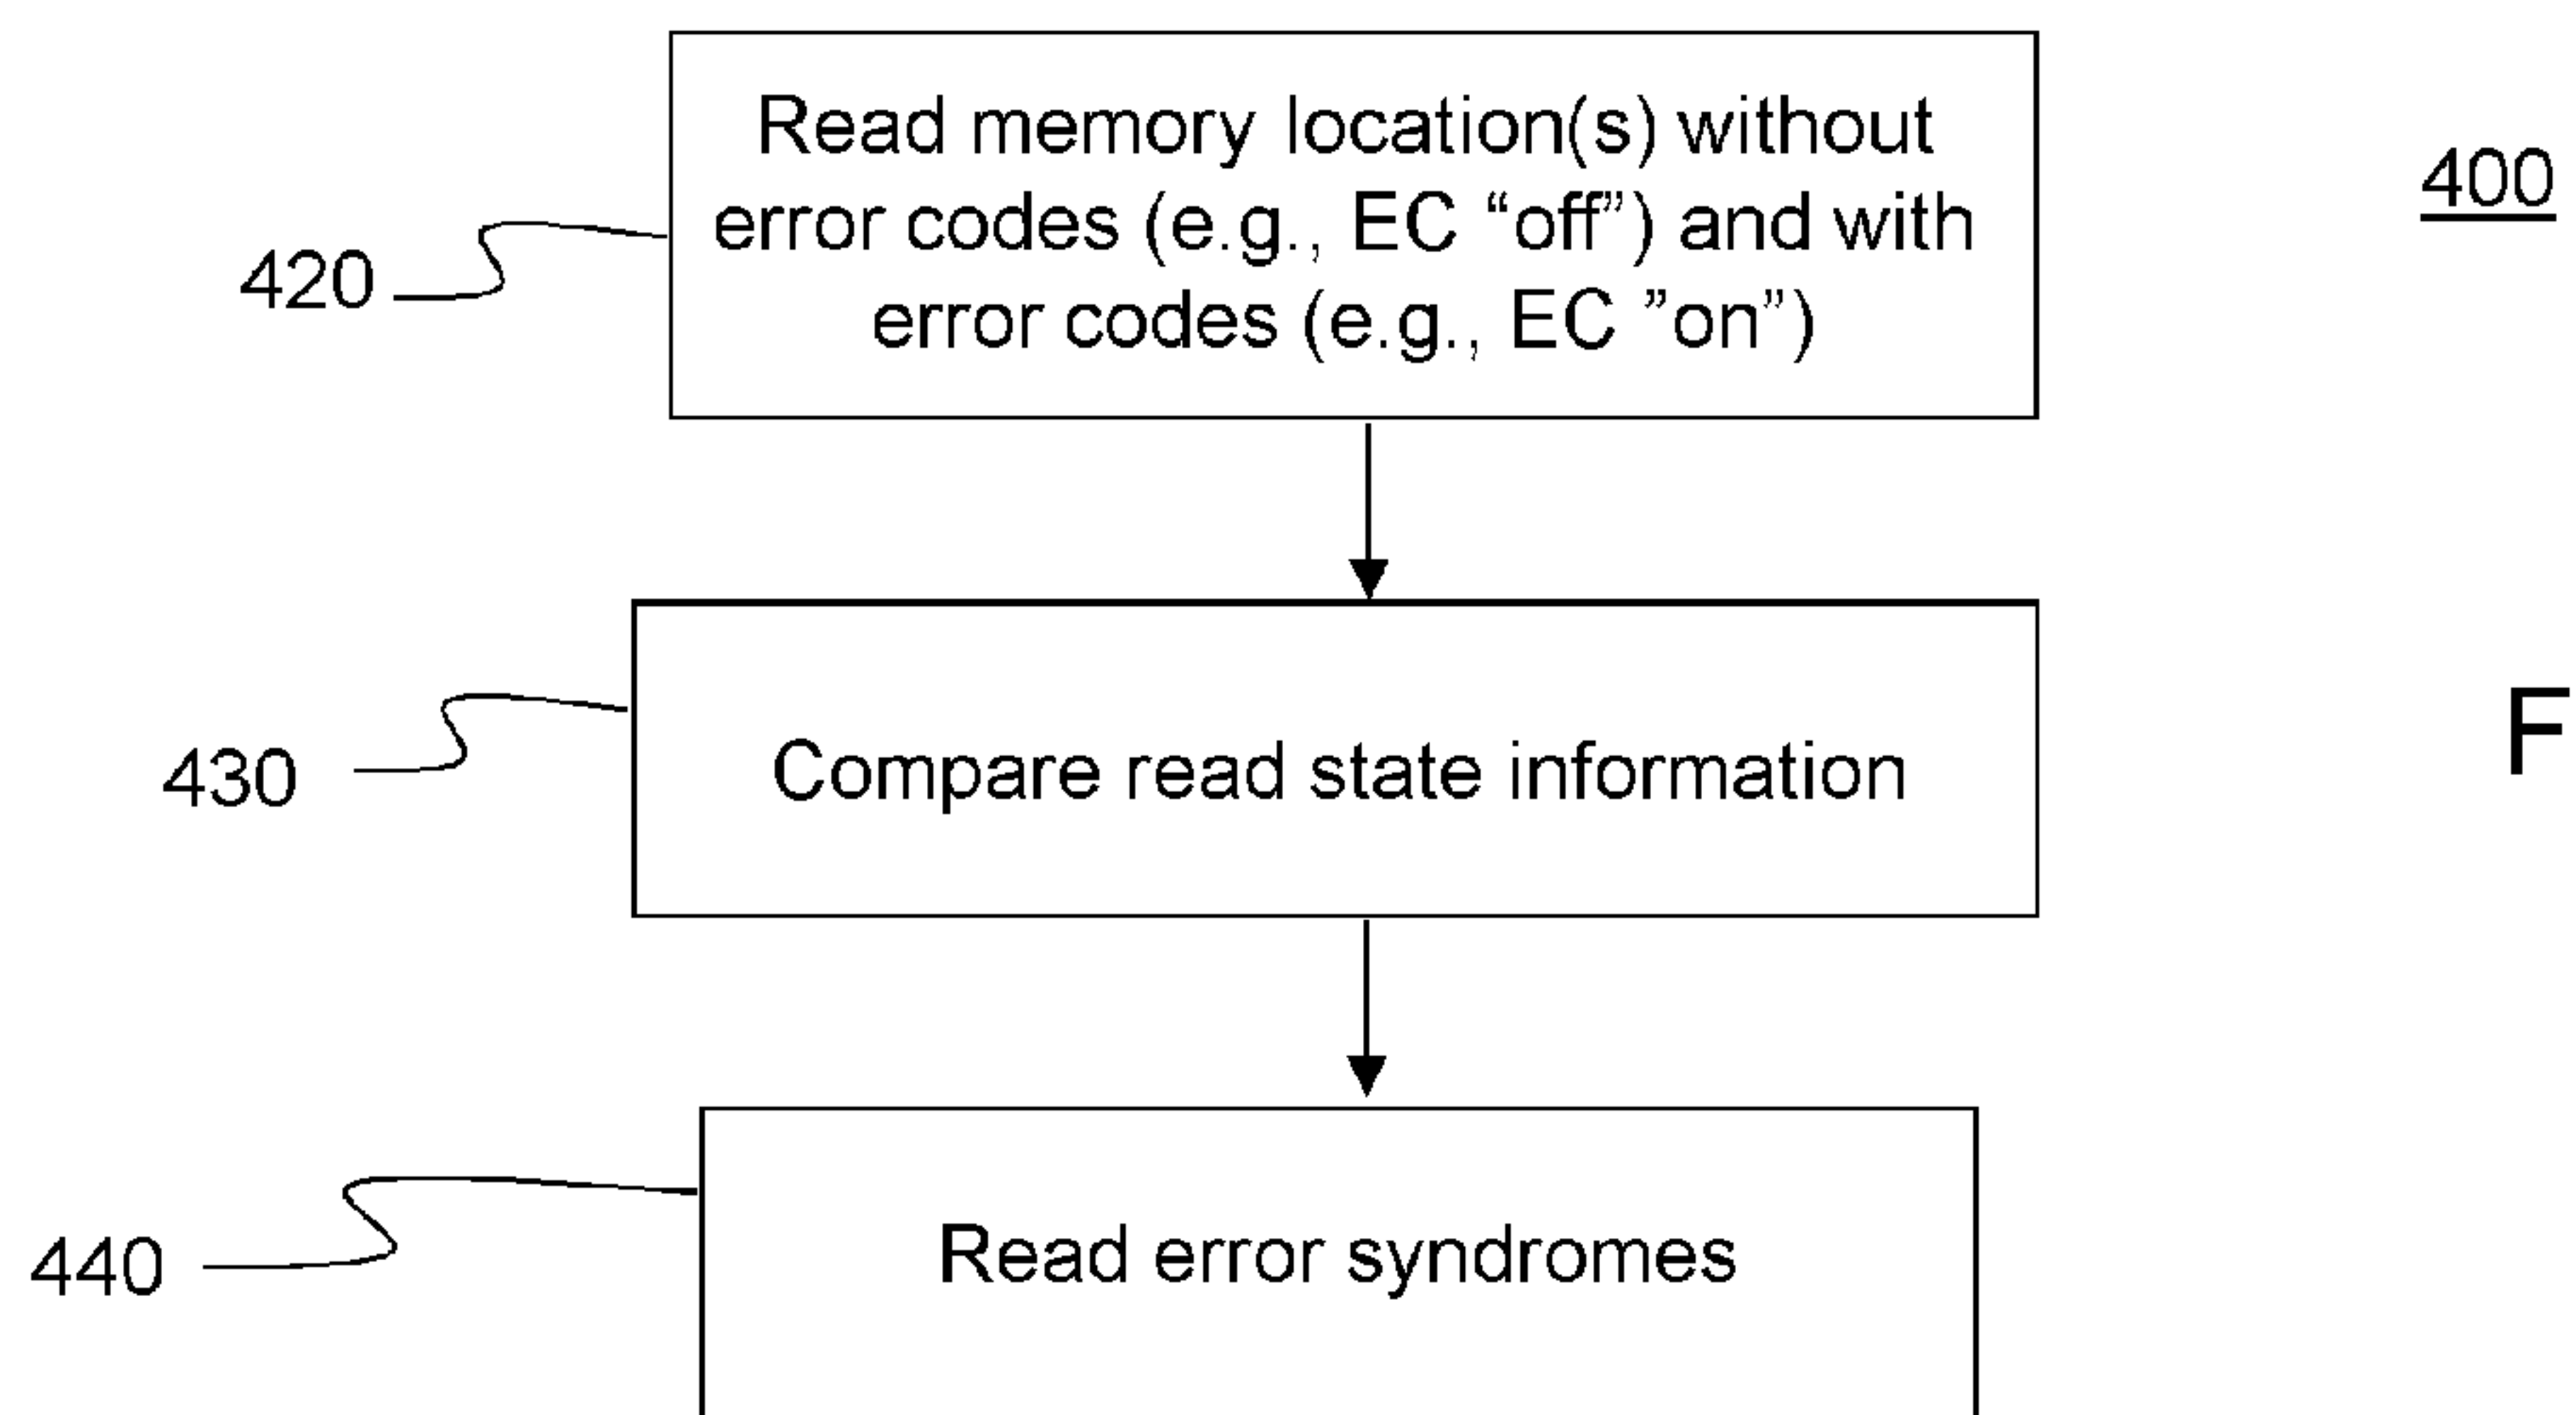 Read memory location(s) without
error codes (e.g., EC “off”) and with
error codes (e.g., EC ”on”)
400
420
Compare read state information
430
F
Read error syndromes
440